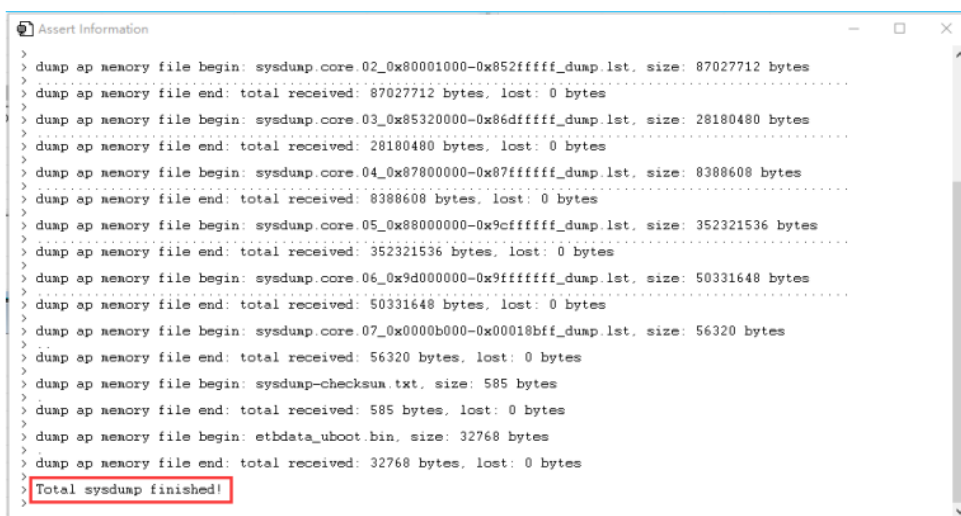 Assert Information
>
> dump ap memory file begin: sysdump.core.02_0x80001000-0x852fffff_dump.lst, size: 87027712 bytes
> ................................................................................
> dump ap memory file end: total received: 87027712 bytes, lost: 0 bytes
>
> dump ap memory file begin: sysdump.core.03_0x85320000-0x86dfffff_dump.lst, size: 28180480 bytes
> ................................................................................
> dump ap memory file end: total received: 28180480 bytes, lost: 0 bytes
>
> dump ap memory file begin: sysdump.core.04_0x87800000-0x87ffffff_dump.lst, size: 8388608 bytes
> ................................................................................
> dump ap memory file end: total received: 8388608 bytes, lost: 0 bytes
>
> dump ap memory file begin: sysdump.core.05_0x88000000-0x9cffffff_dump.lst, size: 352321536 bytes
> ................................................................................
> dump ap memory file end: total received: 352321536 bytes, lost: 0 bytes
>
> dump ap memory file begin: sysdump.core.06_0x9d000000-0x9fffffff_dump.lst, size: 50331648 bytes
> ................................................................................
> dump ap memory file end: total received: 50331648 bytes, lost: 0 bytes
>
> dump ap memory file begin: sysdump.core.07_0x0000b000-0x00018bff_dump.lst, size: 56320 bytes
> ..
> dump ap memory file end: total received: 56320 bytes, lost: 0 bytes
>
> dump ap memory file begin: sysdump-checksum.txt, size: 585 bytes
> .
> dump ap memory file end: total received: 585 bytes, lost: 0 bytes
>
> dump ap memory file begin: etbdata_uboot.bin, size: 32768 bytes
> .
> dump ap memory file end: total received: 32768 bytes, lost: 0 bytes
>
> Total sysdump finished!
>